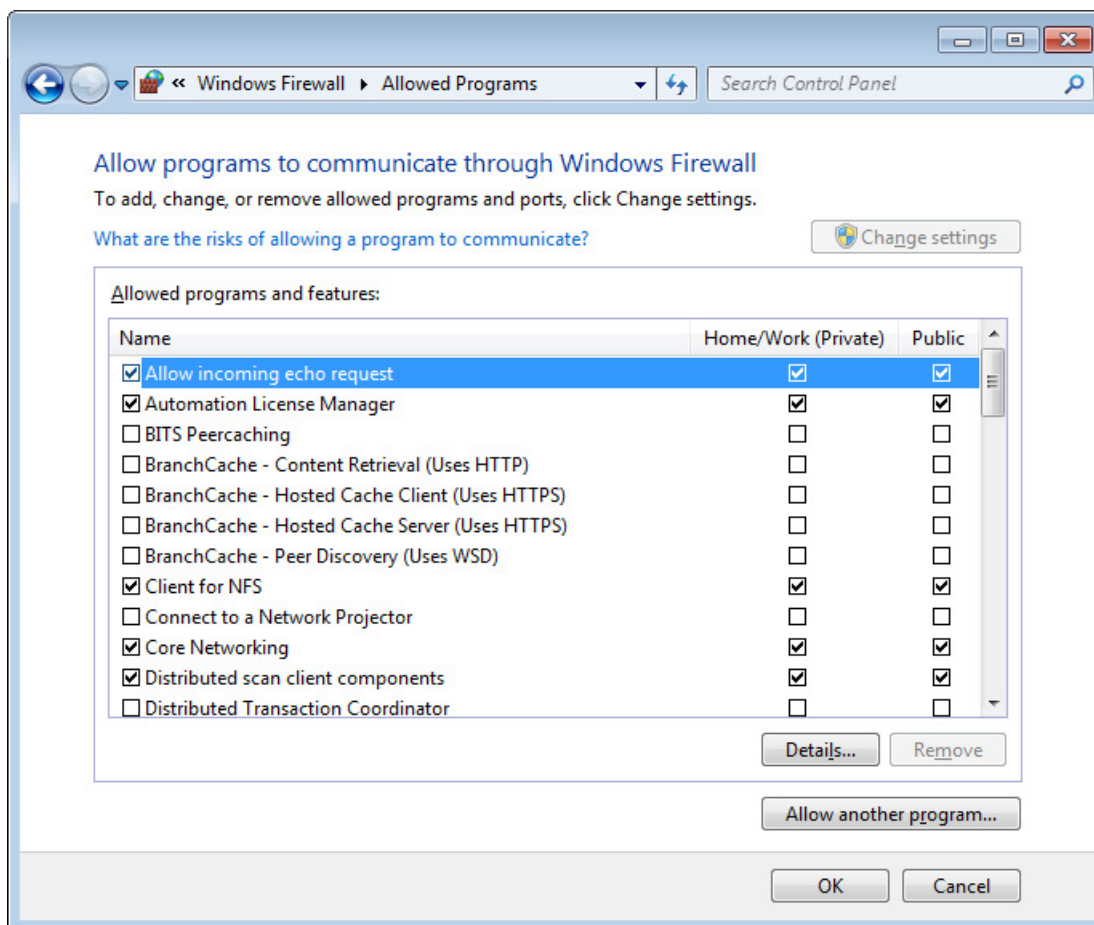 « Windows Firewall ▸ Allowed Programs
Search Control Panel
Allow programs to communicate through Windows Firewall
To add, change, or remove allowed programs and ports, click Change settings.
What are the risks of allowing a program to communicate?
Change settings
Allowed programs and features:
Name Home/Work (Private) Public
Allow incoming echo request
Automation License Manager
BITS Peercaching
BranchCache - Content Retrieval (Uses HTTP)
BranchCache - Hosted Cache Client (Uses HTTPS)
BranchCache - Hosted Cache Server (Uses HTTPS)
BranchCache - Peer Discovery (Uses WSD)
Client for NFS
Connect to a Network Projector
Core Networking
Distributed scan client components
Distributed Transaction Coordinator
Details... Remove
Allow another program...
OK Cancel